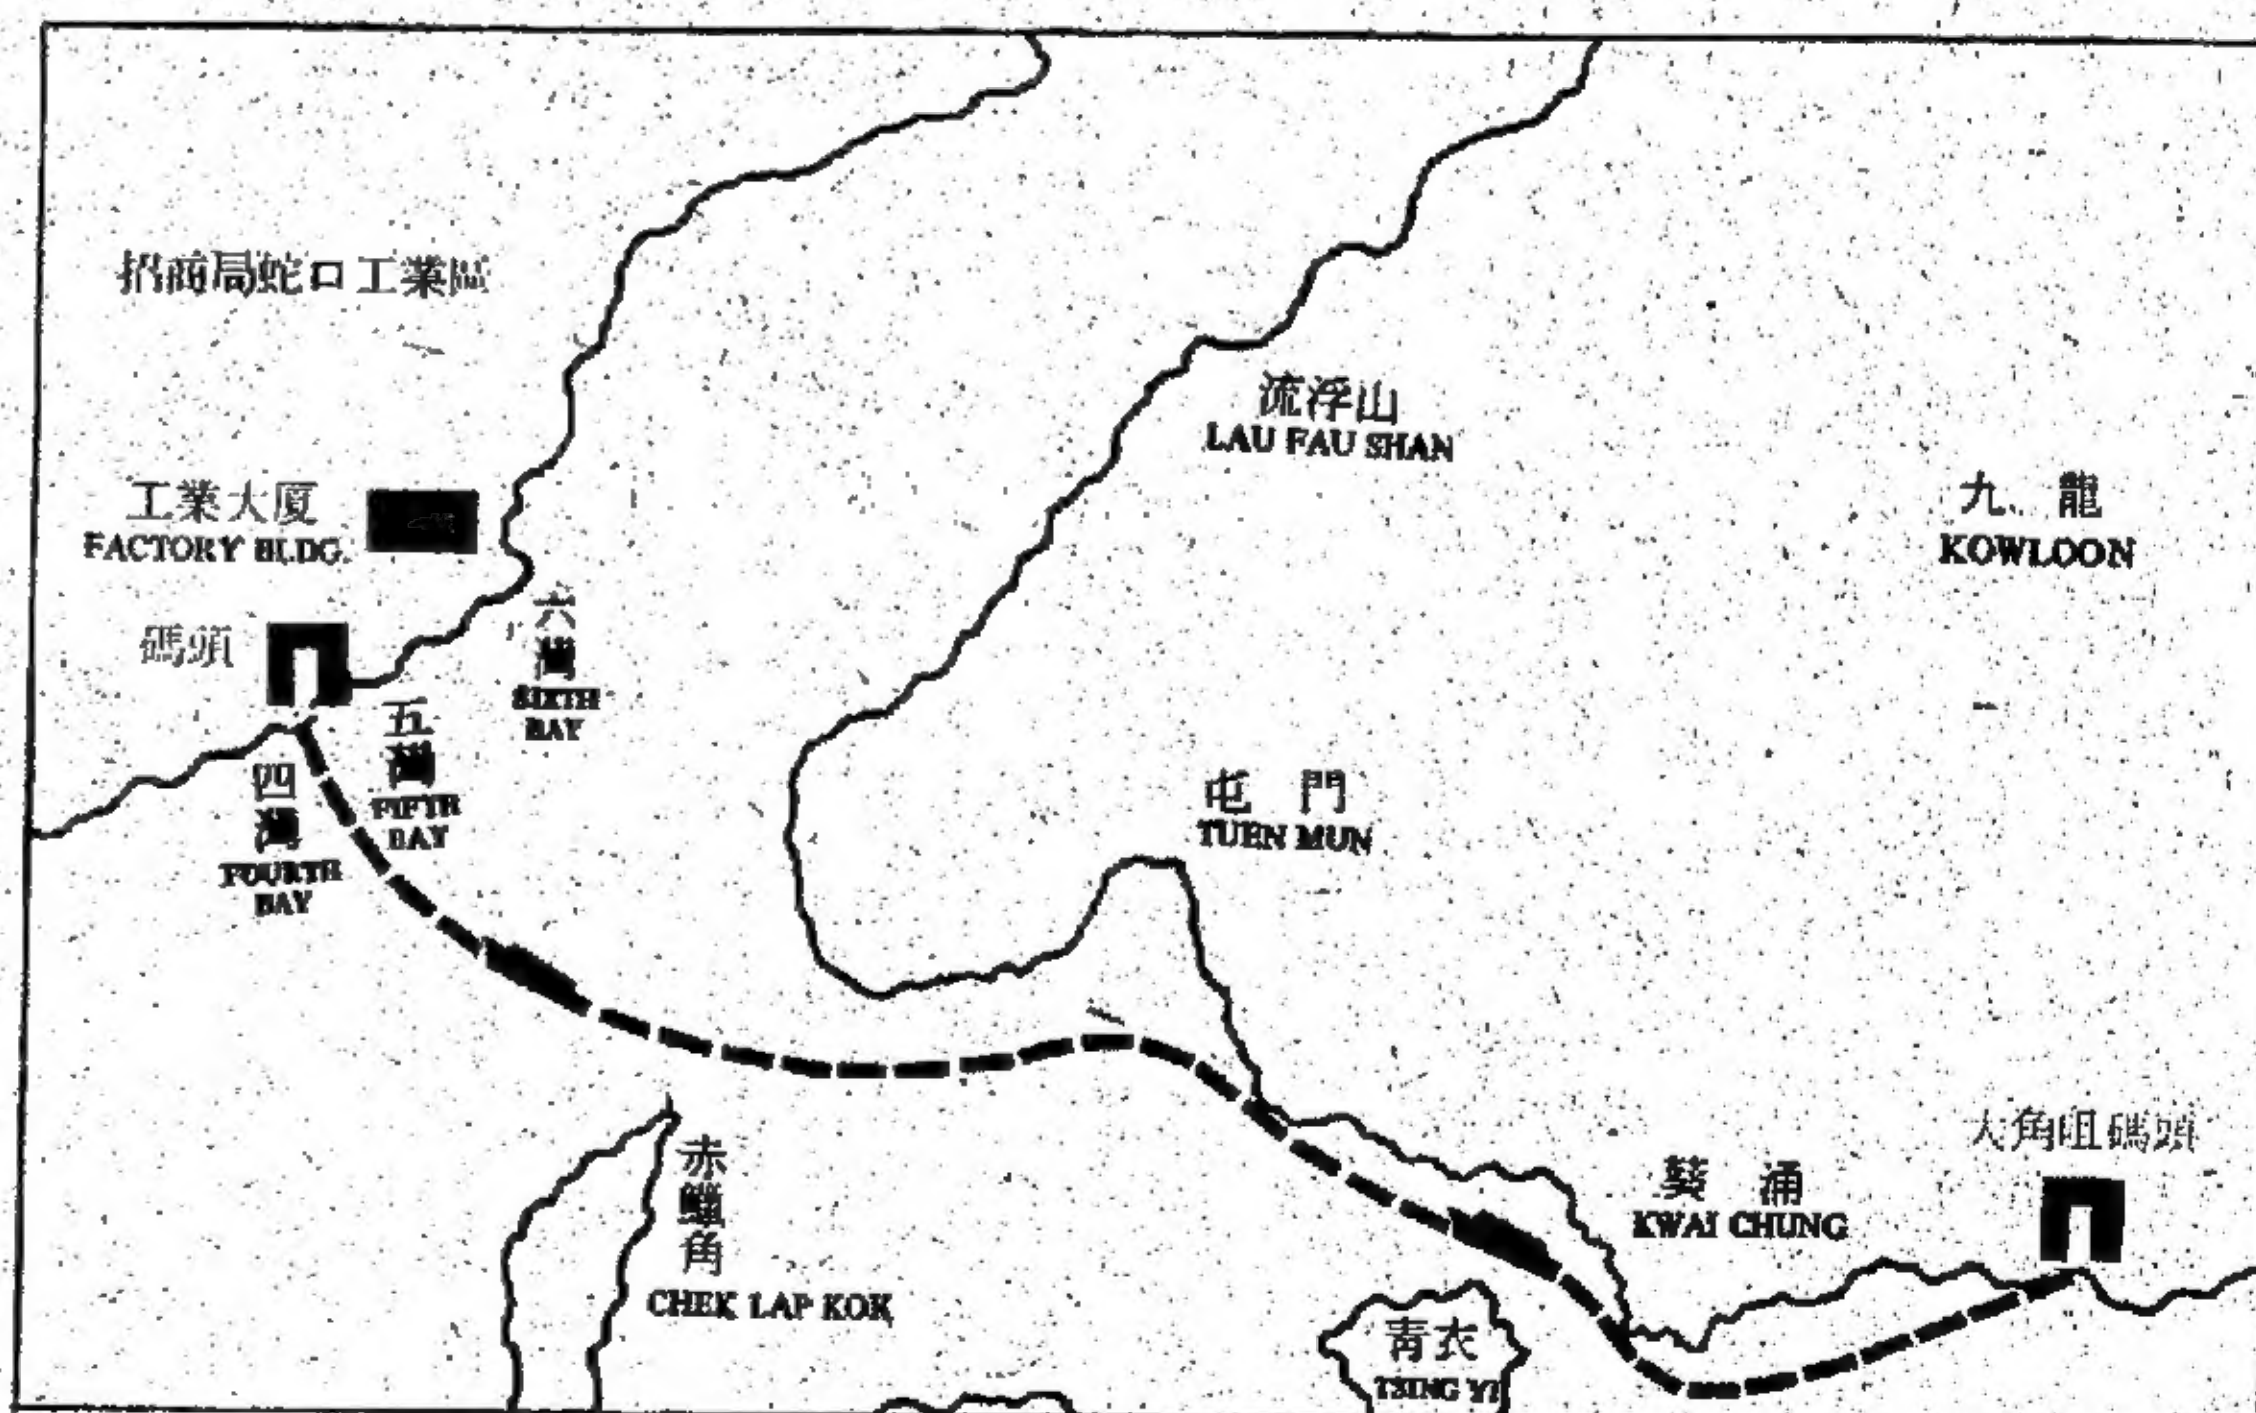 招商局蛇口工業區
流浮山
LAU FAU SHAN
九龍
KOWLOON
工業大厦
FACTORY BLDG.
碼頭
六灣
SIXTH
BAY
五灣
FIFTH
BAY
四灣
FOURTH
BAY
屯門
TUEN MUN
赤鱲角
CHEK LAP KOK
大角咀碼頭
葵涌
KWAI CHUNG
青衣
TSING YI